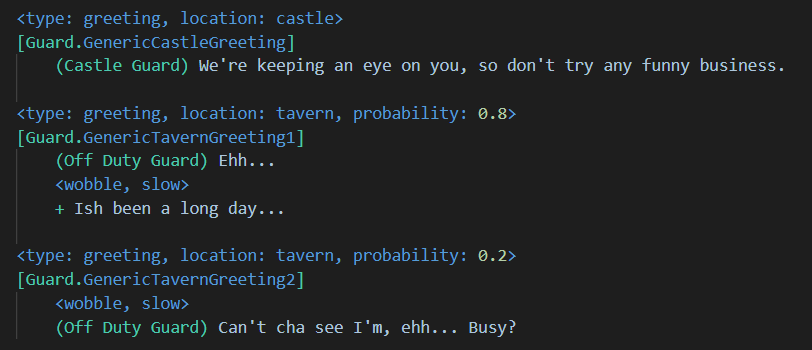 <type: greeting, location: castle>
[Guard.GenericCastleGreeting]
(Castle Guard) We're keeping an eye on you, so don't try any funny business.
<type: greeting, location: tavern, probability: 0.8>
[Guard.GenericTavernGreeting1]
(Off Duty Guard) Ehh...
<wobble, slow>
+ Ish been a long day...
<type: greeting, location: tavern, probability: 0.2>
[Guard.GenericTavernGreeting2]
<wobble, slow>
(Off Duty Guard) Can't cha see I'm, ehh... Busy?